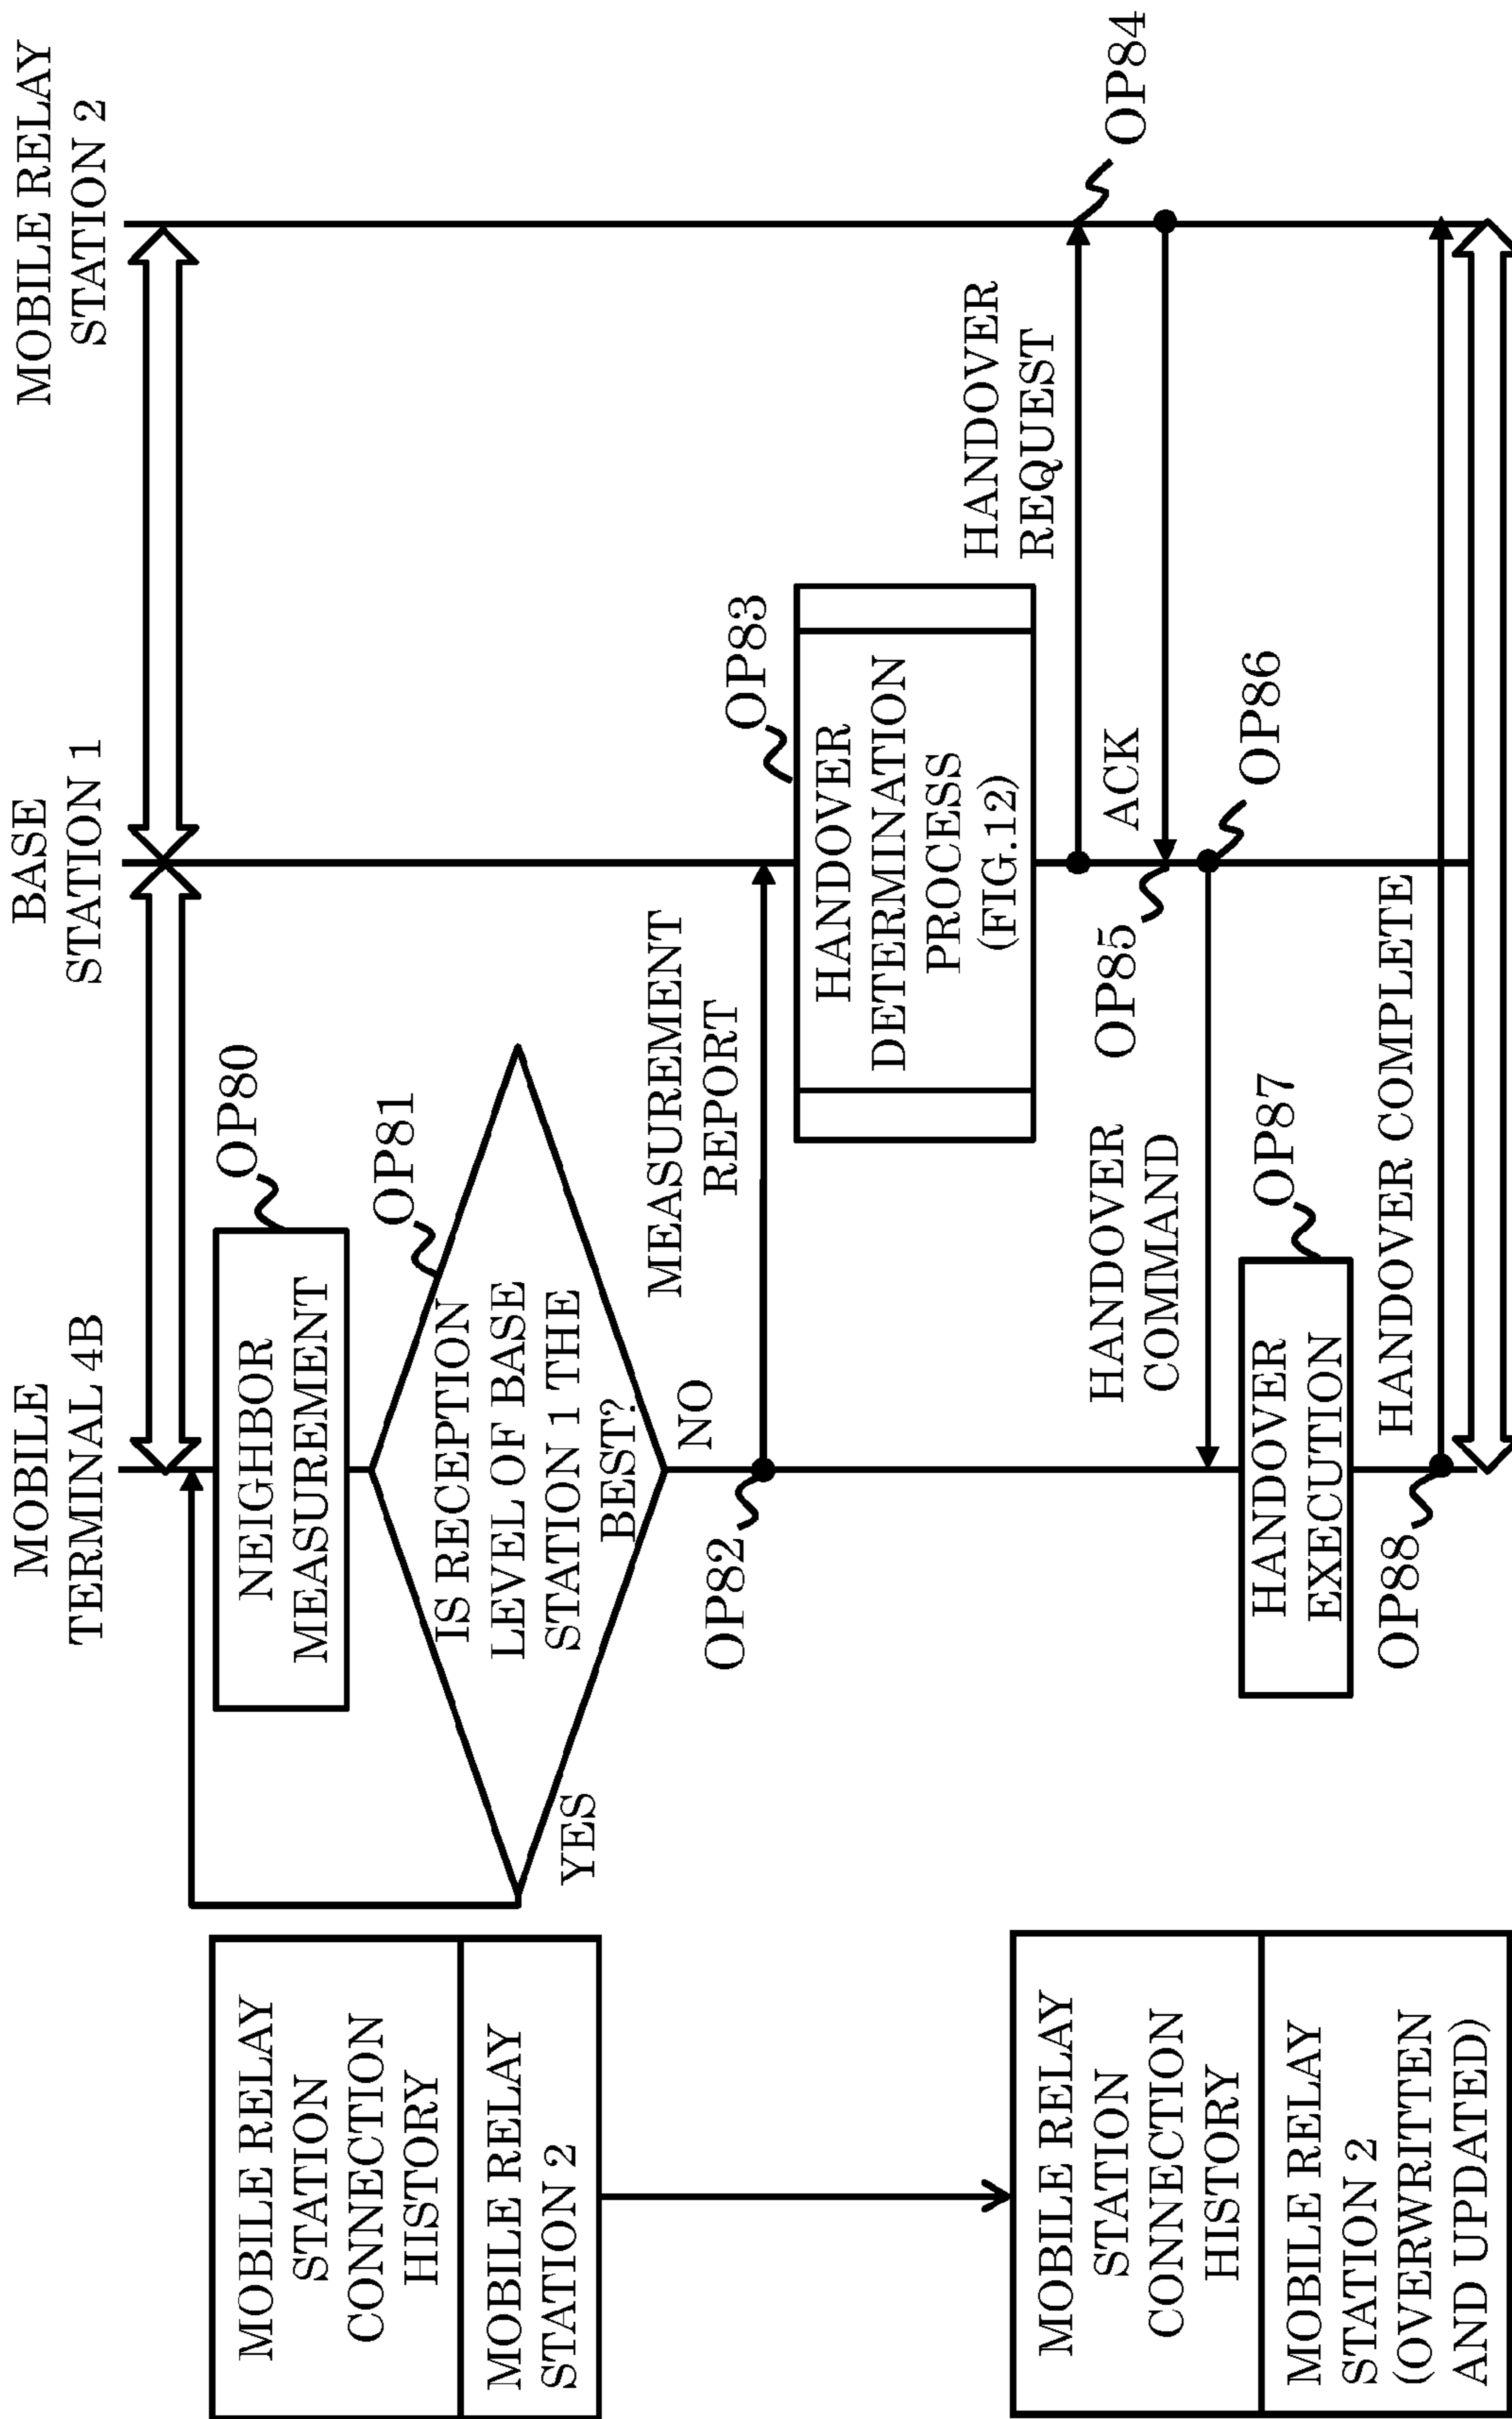 MOBILE
TERMINAL 4B
BASE
STATION 1
MOBILE RELAY
STATION 2
MOBILE RELAY
STATION
CONNECTION
HISTORY
MOBILE RELAY
STATION 2
NEIGHBOR
MEASUREMENT
OP80
IS RECEPTION
LEVEL OF BASE
STATION 1 THE
BEST?
OP81
YES
NO
OP82
MEASUREMENT
REPORT
OP83
HANDOVER
DETERMINATION
PROCESS
(FIG.12)
HANDOVER
REQUEST
OP84
ACK
OP85
OP86
HANDOVER
COMMAND
MOBILE RELAY
STATION
CONNECTION
HISTORY
MOBILE RELAY
STATION 2
(OVERWRITTEN
AND UPDATED)
HANDOVER
EXECUTION
OP87
OP88
HANDOVER COMPLETE